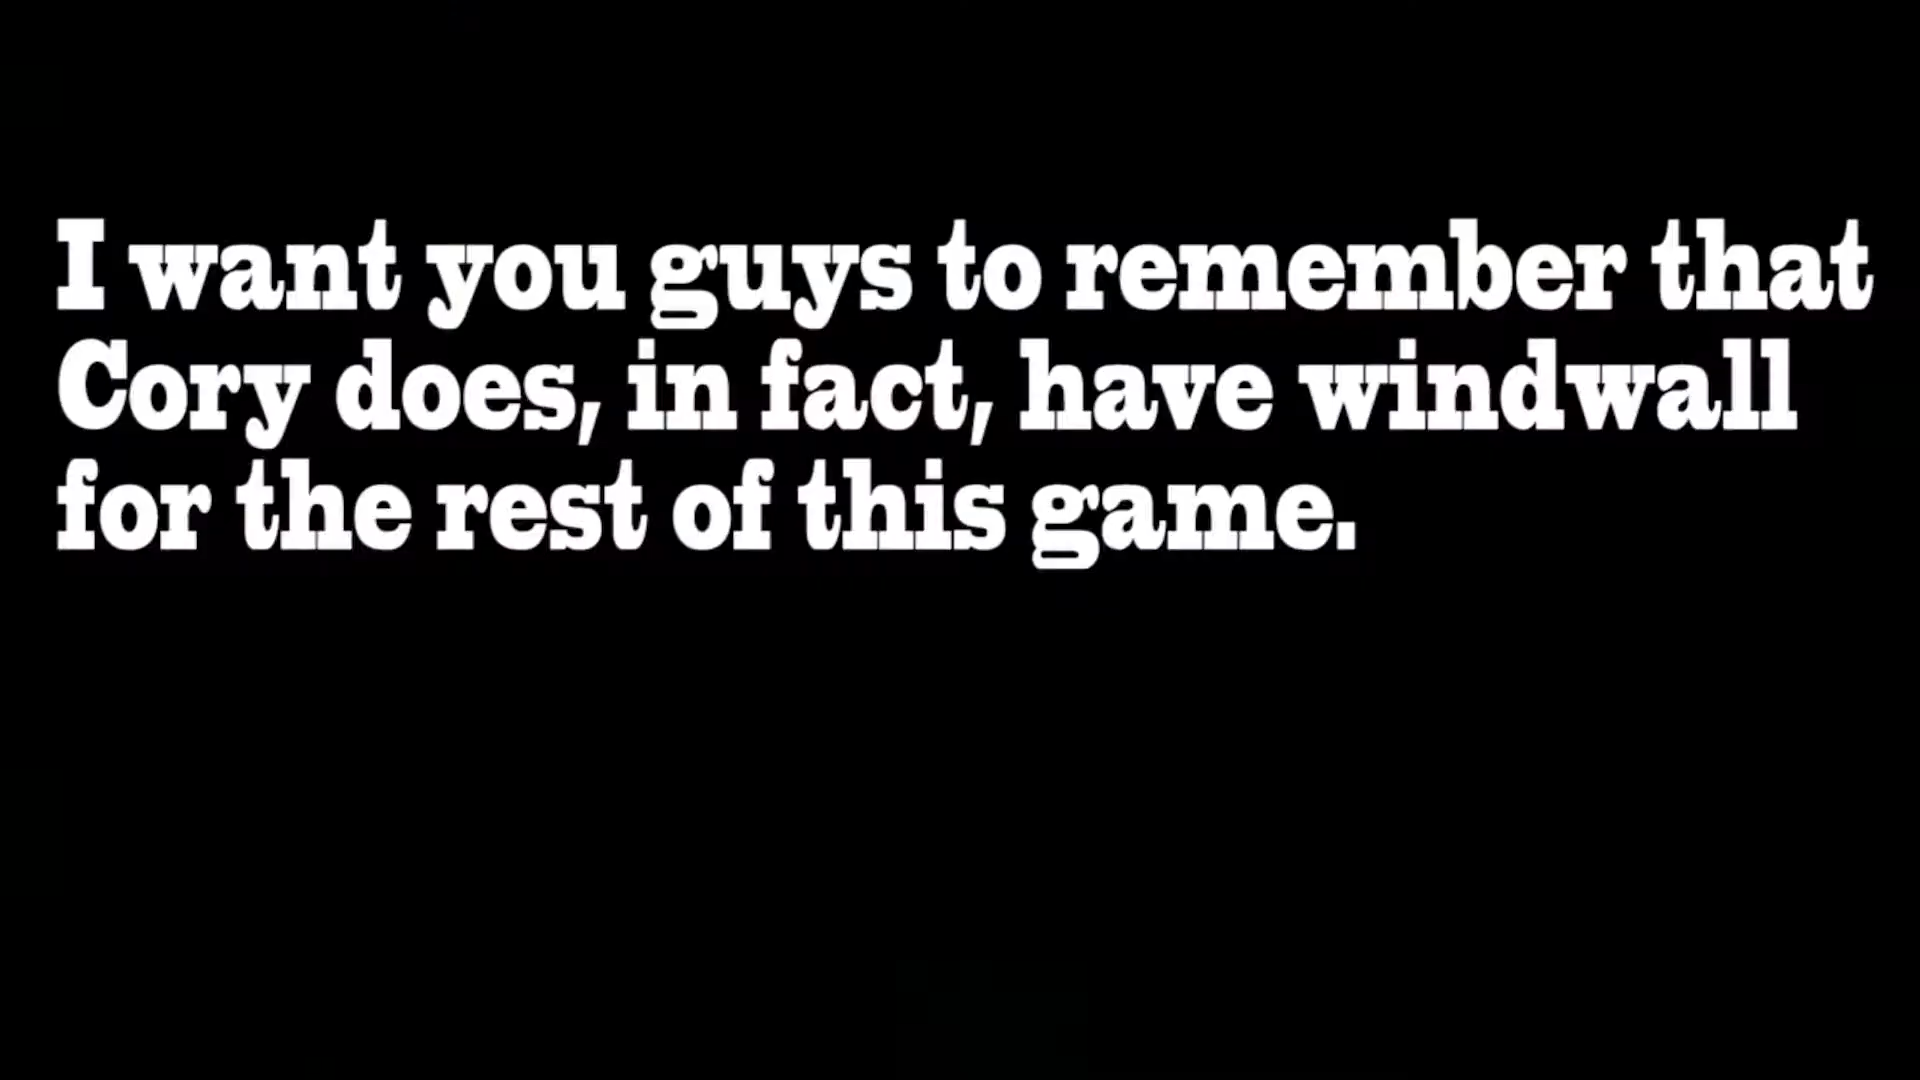 I want you guys to remember that
Cory does, in fact, have windwall
for the rest of this game.